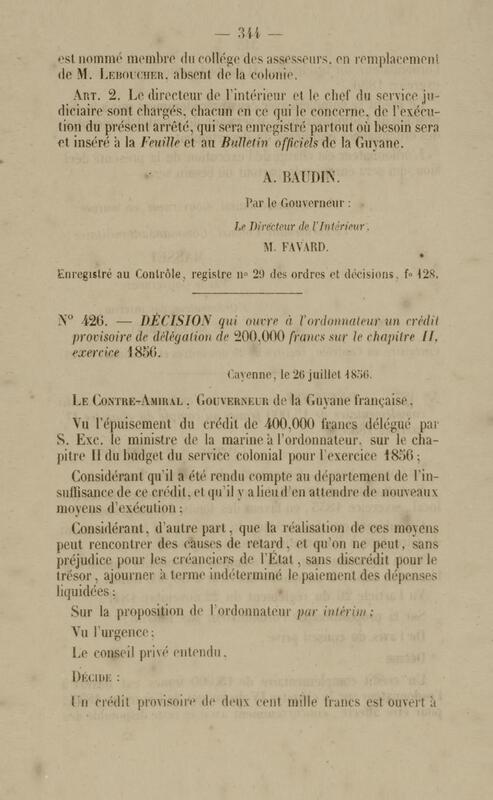 — 344 —
est nommé membre du collége des assesseurs, en remplacement
de M. LEBOUCHER, absent de la colonie.
ART. 2. Le directeur de l'intérieur et le chef du service ju-
diciaire sont chargés, chacun en ce qui le concerne, de l'exécu-
tion du présent arrêté, qui sera enregistré partout où besoin sera
et inséré à la Feuille et au Bulletin officiels de la Guyane.
A. BAUDIN.
Par le Gouverneur :
Le Directeur de l'Intérieur,
M. FAVARD.
Enregistré au Contrôle, registre nº 29 des ordres et décisions, fº 128.
Nº 426. — DÉCISION qui ouvre à l'ordonnateur un crédit
provisoire de délégation de 200,000 francs sur le chapitre II,
exercice 1856.
Cayenne, le 26 juillet 1856.
LE CONTRE-AMIRAL, GOUVERNEUR de la Guyane française,
Vu l'épuisement du crédit de 400,000 francs délégué par
S. Exc. le ministre de la marine à l'ordonnateur, sur le cha-
pitre II du budget du service colonial pour l'exercice 1856;
Considérant qu'il a été rendu compte au département de l'in-
suffisance de ce crédit, et qu'il y a lieu d'en attendre de nouveaux
moyens d'exécution;
Considérant, d'autre part, que la réalisation de ces moyens
peut rencontrer des causes de retard, et qu'on ne peut, sans
préjudice pour les créanciers de l'État, sans discrédit pour le
trésor, ajourner à terme indéterminé le paiement des dépenses
liquidées;
Sur la proposition de l'ordonnateur par intérim;
Vu l'urgence;
Le conseil privé entendu,
DÉCIDE :
Un crédit provisoire de deux cent mille francs est ouvert à